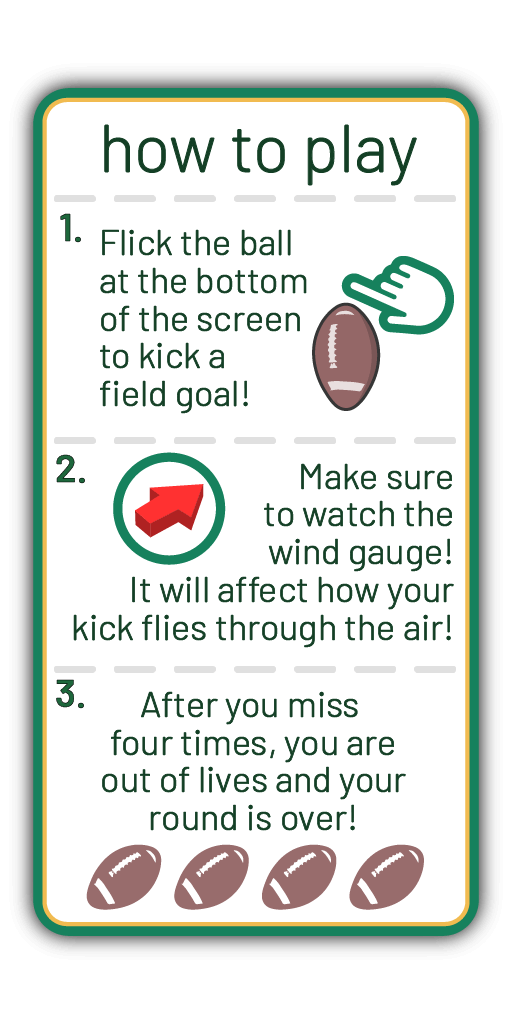 how to play
1.
Flick the ball
at the bottom
of the screen
to kick a
field goal!
2.
Make sure
to watch the
wind gauge!
It will affect how your
kick flies through the air!
3.
After you miss
four times, you are
out of lives and your
round is over!